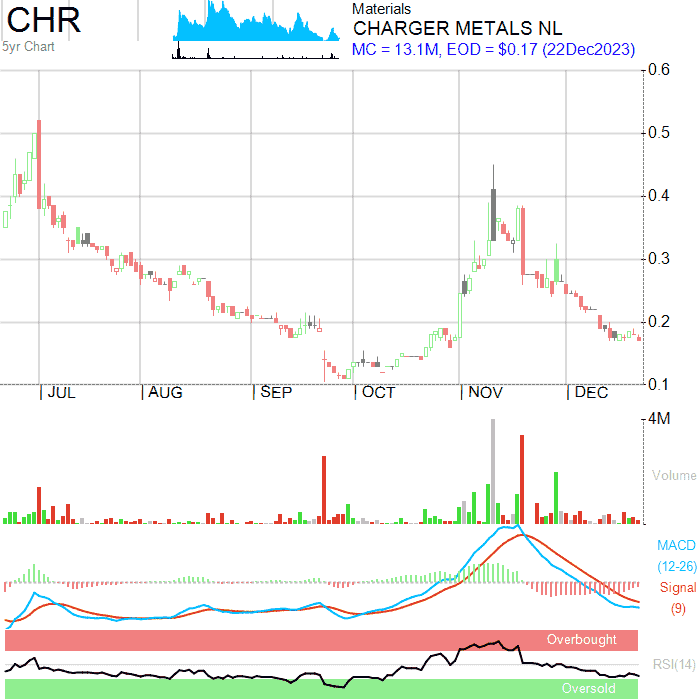 CHR
5yr Chart
Materials
CHARGER METALS NL
MC = 13.1M, EOD = $0.17 (22Dec2023)
0.6
0.5
0.4
0.3
0.2
0.1
JUL AUG SEP OCT NOV DEC
4M
Volume
MACD
(12-26)
Signal
(9)
Overbought
RSI(14)
Oversold